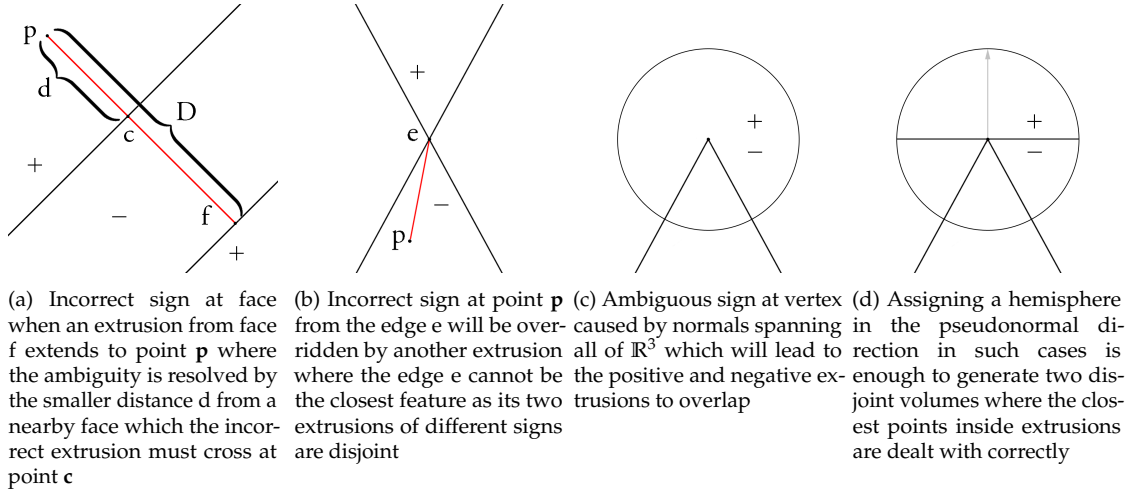 p
d
D
c
+
−
f
+
+
e
−
p
+
−
+
−
(a) Incorrect sign at face
when an extrusion from face
f extends to point p where
the ambiguity is resolved by
the smaller distance d from a
nearby face which the incor-
rect extrusion must cross at
point c
(b) Incorrect sign at point p
from the edge e will be over-
ridden by another extrusion
where the edge e cannot be
the closest feature as its two
extrusions of different signs
are disjoint
(c) Ambiguous sign at vertex
caused by normals spanning
all of ℝ³ which will lead to
the positive and negative ex-
trusions to overlap
(d) Assigning a hemisphere
in the pseudonormal di-
rection in such cases is
enough to generate two dis-
joint volumes where the clos-
est points inside extrusions
are dealt with correctly